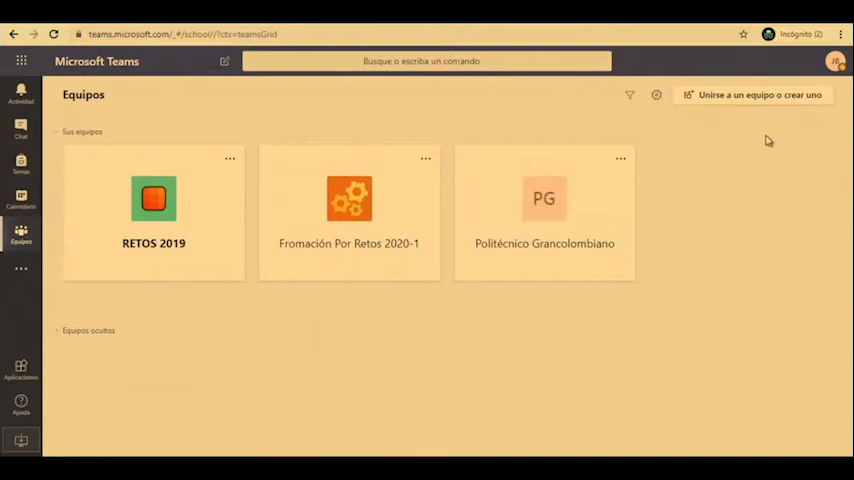 teams.microsoft.com/_#/school//?ctx=teamsGrid
Incógnito (2)
Microsoft Teams
Busque o escriba un comando
JB
Actividad
Chat
Tareas
Calendario
Equipos
Aplicaciones
Ayuda
Equipos
Unirse a un equipo o crear uno
Sus equipos
RETOS 2019
Fromación Por Retos 2020-1
PG
Politécnico Grancolombiano
Equipos ocultos